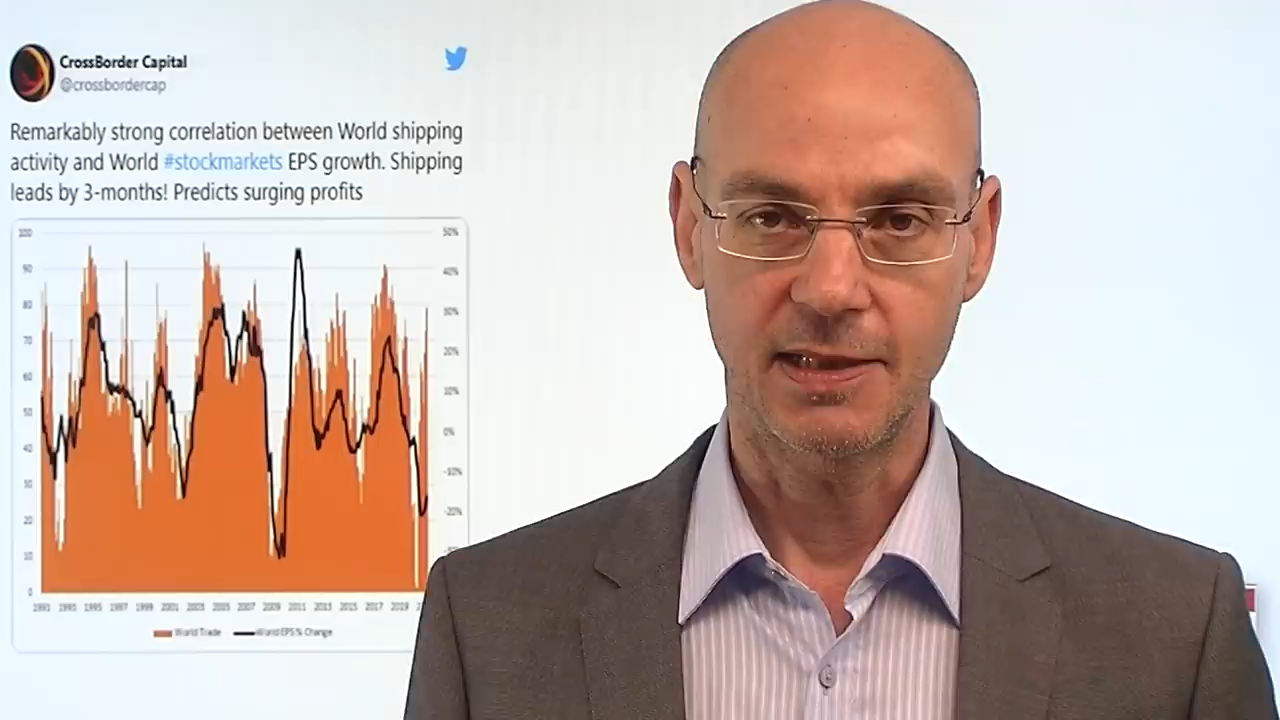 CrossBorder Capital
@crossbordercap
Remarkably strong correlation between World shipping
activity and World #stockmarkets EPS growth. Shipping
leads by 3-months! Predicts surging profits
100
90
80
70
60
50
40
30
20
10
0
50%
40%
30%
20%
10%
0%
-10%
-20%
1991 1993 1995 1997 1999 2001 2003 2005 2007 2009 2011 2013 2015 2017 2019
World Trade World EPS % Change